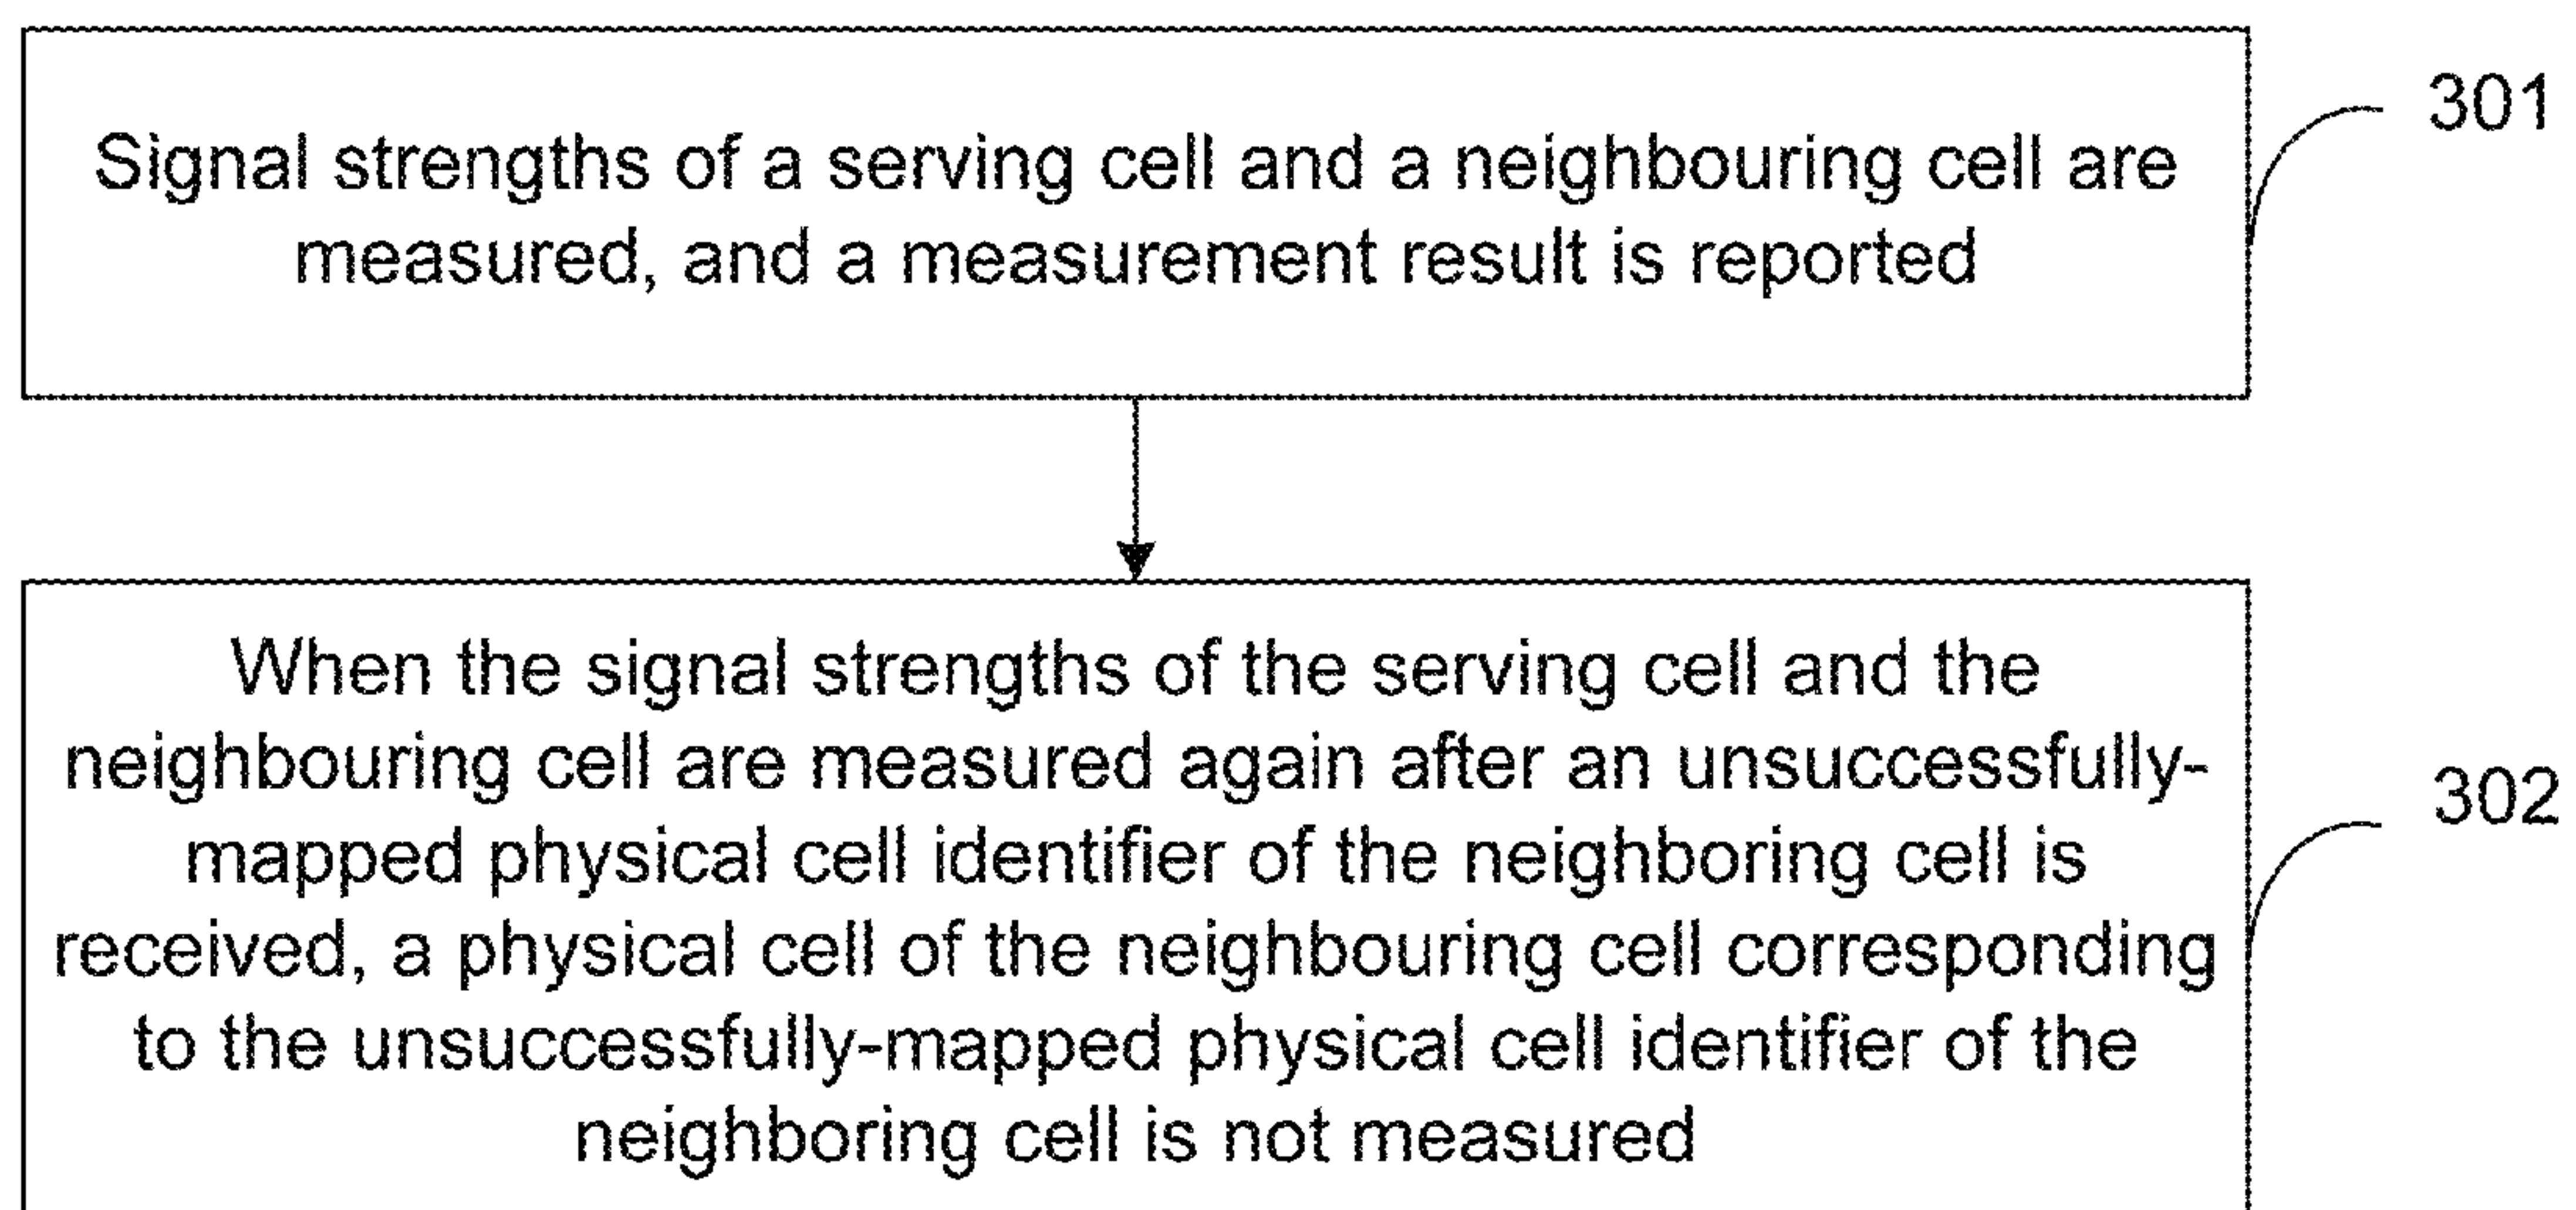 Signal strengths of a serving cell and a neighbouring cell are
measured, and a measurement result is reported
301
When the signal strengths of the serving cell and the
neighbouring cell are measured again after an unsuccessfully-
mapped physical cell identifier of the neighboring cell is
received, a physical cell of the neighbouring cell corresponding
to the unsuccessfully-mapped physical cell identifier of the
neighboring cell is not measured
302